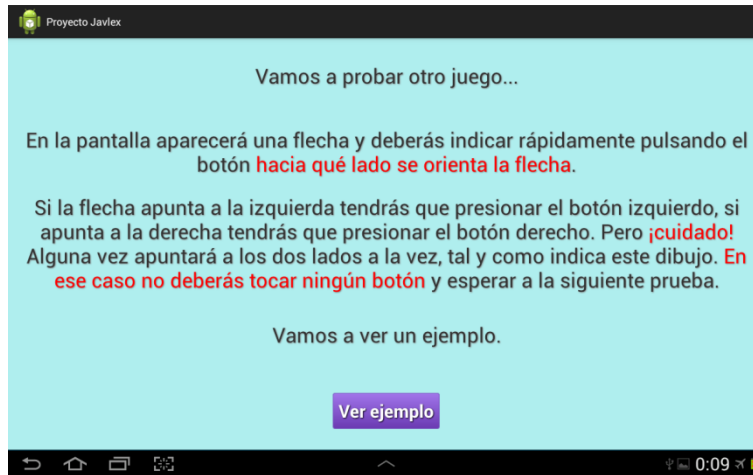 Proyecto Javlex
Vamos a probar otro juego...
En la pantalla aparecerá una flecha y deberás indicar rápidamente pulsando el
botón hacia qué lado se orienta la flecha.
Si la flecha apunta a la izquierda tendrás que presionar el botón izquierdo, si
apunta a la derecha tendrás que presionar el botón derecho. Pero ¡cuidado!
Alguna vez apuntará a los dos lados a la vez, tal y como indica este dibujo. En
ese caso no deberás tocar ningún botón y esperar a la siguiente prueba.
Vamos a ver un ejemplo.
Ver ejemplo
0:09